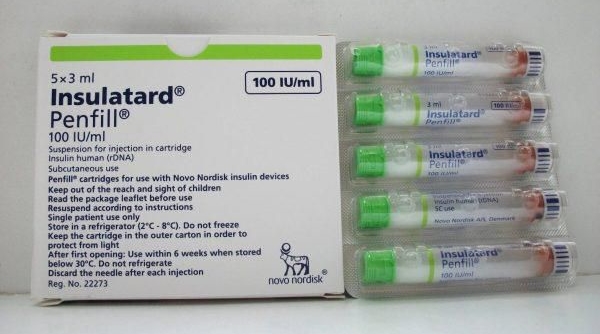 5 x 3 ml
100 IU/ml
Insulatard®
Penfill®
100 IU/ml
Suspension for injection in cartridge
Insulin human (rDNA)
Subcutaneous use
Penfill® cartridges for use with Novo Nordisk insulin devices
Keep out of the reach and sight of children
Read the package leaflet before use
Resuspend according to instructions
Single patient use only
Store in a refrigerator (2°C - 8°C). Do not freeze
Keep the cartridge in the outer carton in order to
protect from light
After first opening: Use within 6 weeks when stored
below 30°C. Do not refrigerate
Discard the needle after each injection
Reg. No. 22273
novo nordisk®
3 ml
Insulatard®
Penfill®
100 IU/ml
3 ml
Insulatard®
Penfill®
Insulatard®
Penfill®
100 IU/ml
Insulin human (rDNA)
SC use
Novo Nordisk A/S, Denmark
Insulatard®
Penfill®
100 IU/ml